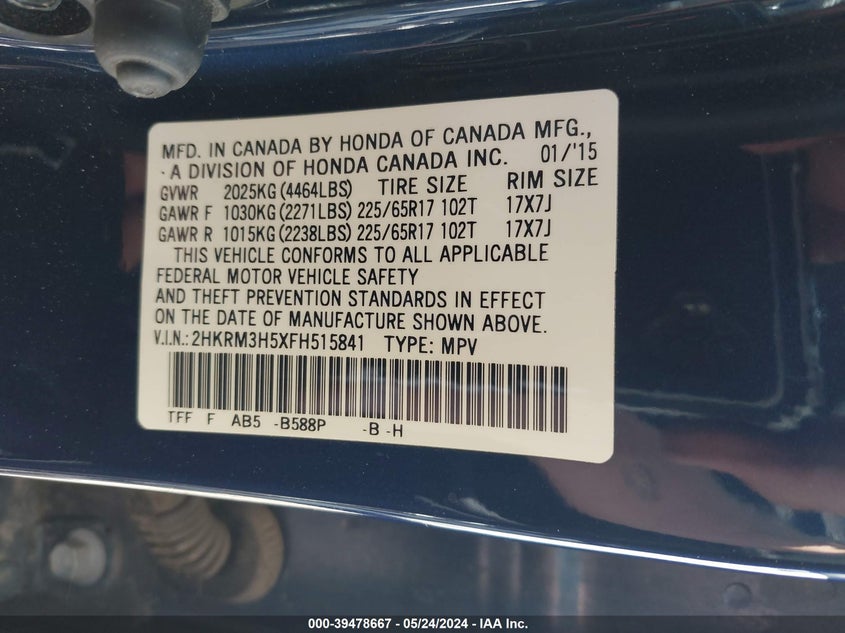 MFD. IN CANADA BY HONDA OF CANADA MFG.,
A DIVISION OF HONDA CANADA INC. 01/'15
GVWR 2025KG (4464LBS) TIRE SIZE RIM SIZE
GAWR F 1030KG (2271LBS) 225/65R17 102T 17X7J
GAWR R 1015KG (2238LBS) 225/65R17 102T 17X7J
THIS VEHICLE CONFORMS TO ALL APPLICABLE
FEDERAL MOTOR VEHICLE SAFETY
AND THEFT PREVENTION STANDARDS IN EFFECT
ON THE DATE OF MANUFACTURE SHOWN ABOVE.
V.I.N.: 2HKRM3H5XFH515841 TYPE: MPV
TFF F AB5 -B588P -B -H
000-39478667 - 05/24/2024 - IAA Inc.